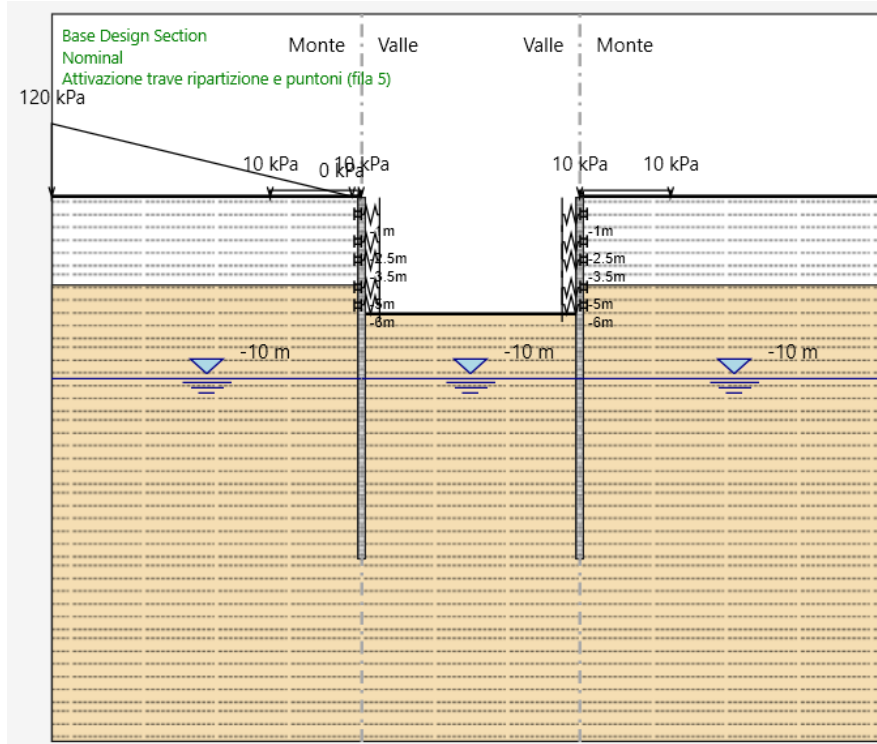 Base Design Section
Nominal
Attivazione trave ripartizione e puntoni (fila 5)
Monte Valle Valle Monte
120 kPa
10 kPa 0 kPa 10 kPa 10 kPa 10 kPa
-1m -1m
-2.5m -2.5m
-3.5m -3.5m
-5m -5m
-6m -6m
-10 m -10 m -10 m